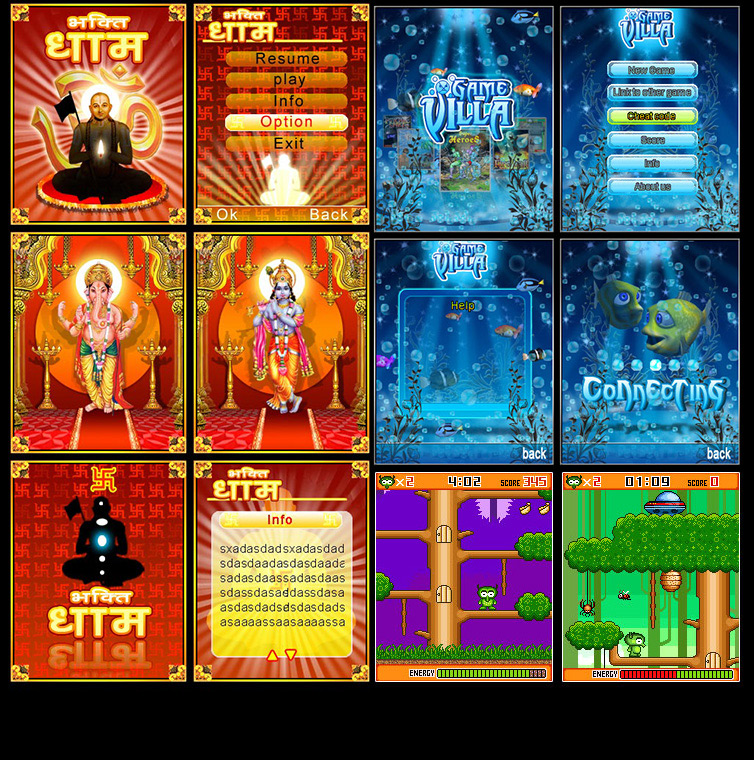 भक्ति
धाम
भक्ति
धाम
Resume
play
Info
Option
Exit
Ok Back
GAME
VILLA
HEROES
GAME
VILLA
New Game
Link to other game
Cheat code
Score
Info
About us
GAME
VILLA
Help
back
CONNECTING
back
भक्ति
धाम
भक्ति
धाम
Info
sxadasdadsxadasdad
sdasdaadasdasdaada
sadasdaassadasdaas
sdassdasaddassdasa
asdasdadsdsdasdads
asaaaassaasaaaassa
×2 4:02 SCORE 345
ENERGY
×2 01:09 SCORE 0
ENERGY